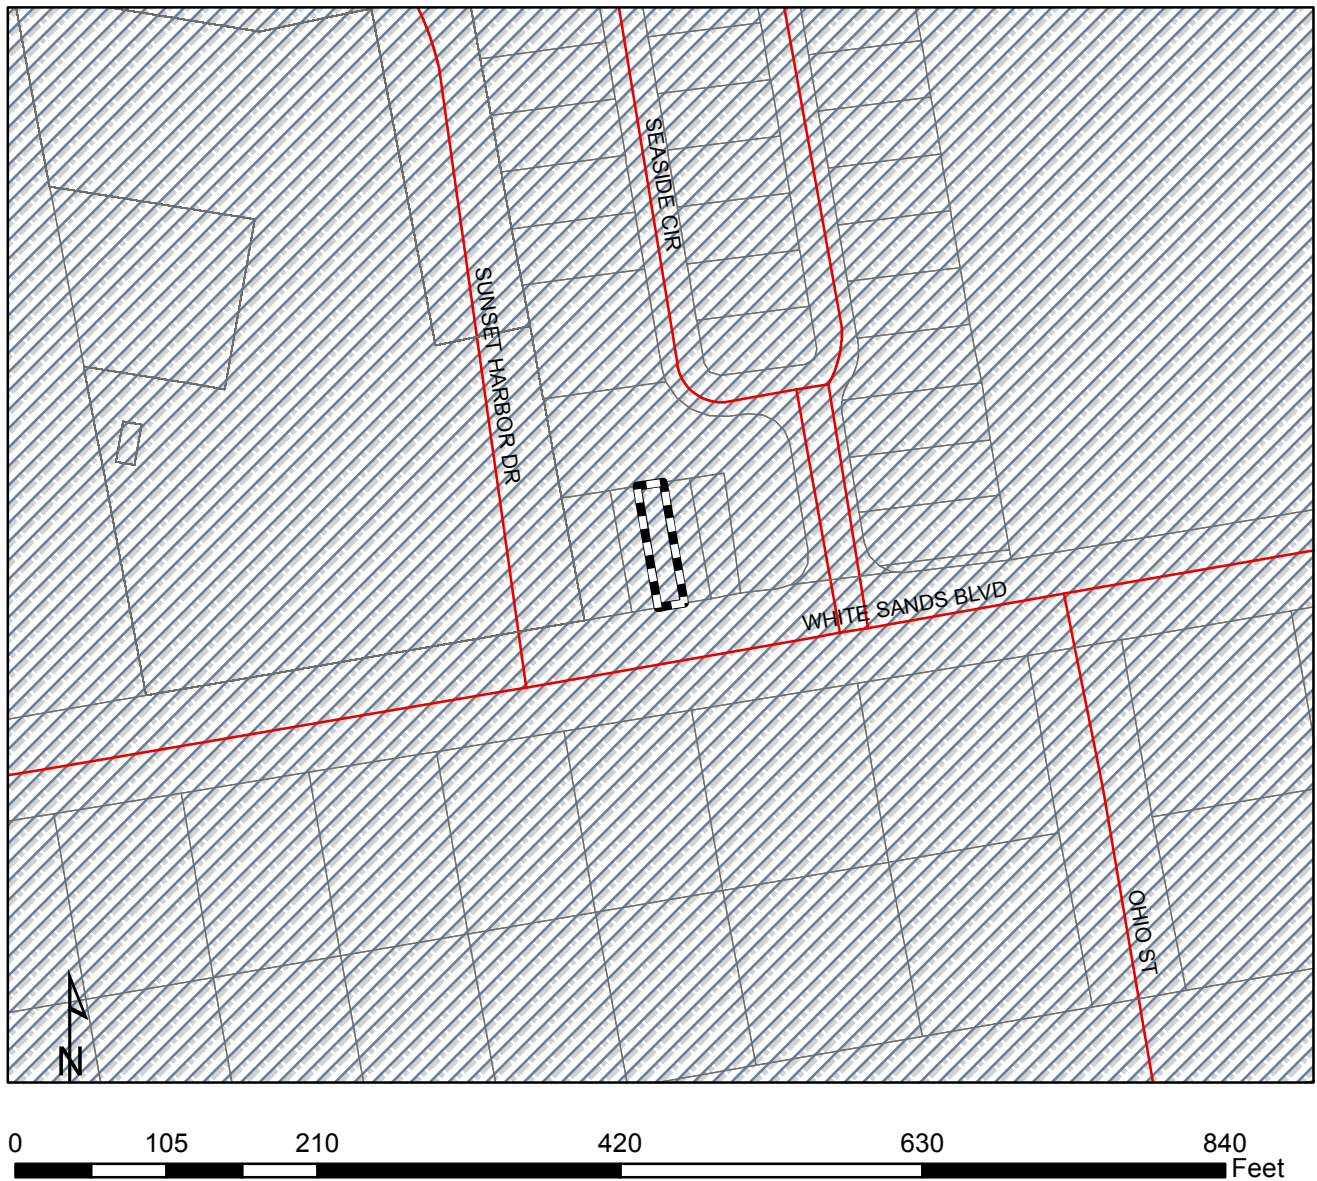 SEASIDE CIR
SUNSET HARBOR DR
WHITE SANDS BLVD
OHIO ST
N
0 105 210 420 630 840
Feet